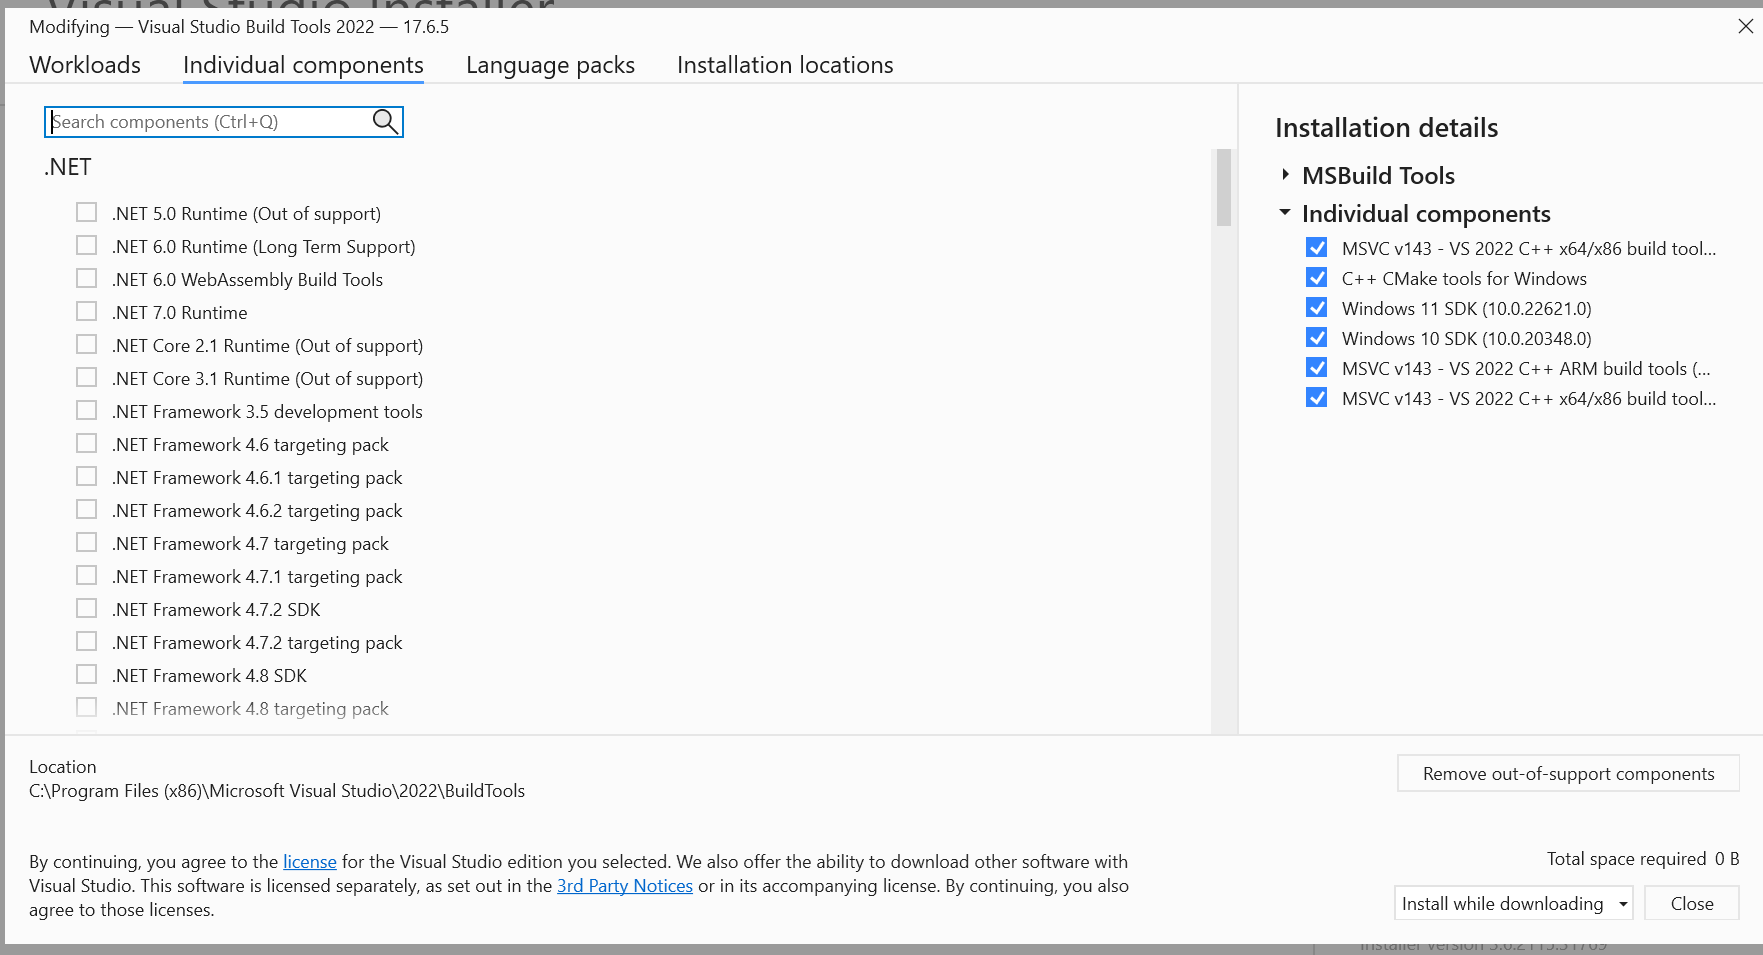 Visual Studio Installer
Modifying — Visual Studio Build Tools 2022 — 17.6.5
Workloads
Individual components
Language packs
Installation locations
Search components (Ctrl+Q)
.NET
.NET 5.0 Runtime (Out of support)
.NET 6.0 Runtime (Long Term Support)
.NET 6.0 WebAssembly Build Tools
.NET 7.0 Runtime
.NET Core 2.1 Runtime (Out of support)
.NET Core 3.1 Runtime (Out of support)
.NET Framework 3.5 development tools
.NET Framework 4.6 targeting pack
.NET Framework 4.6.1 targeting pack
.NET Framework 4.6.2 targeting pack
.NET Framework 4.7 targeting pack
.NET Framework 4.7.1 targeting pack
.NET Framework 4.7.2 SDK
.NET Framework 4.7.2 targeting pack
.NET Framework 4.8 SDK
.NET Framework 4.8 targeting pack
Installation details
MSBuild Tools
Individual components
MSVC v143 - VS 2022 C++ x64/x86 build tool...
C++ CMake tools for Windows
Windows 11 SDK (10.0.22621.0)
Windows 10 SDK (10.0.20348.0)
MSVC v143 - VS 2022 C++ ARM build tools (...
MSVC v143 - VS 2022 C++ x64/x86 build tool...
Location
C:\Program Files (x86)\Microsoft Visual Studio\2022\BuildTools
Remove out-of-support components
By continuing, you agree to the license for the Visual Studio edition you selected. We also offer the ability to download other software with
Visual Studio. This software is licensed separately, as set out in the 3rd Party Notices or in its accompanying license. By continuing, you also
agree to those licenses.
Total space required 0 B
Install while downloading
Close
Installer version